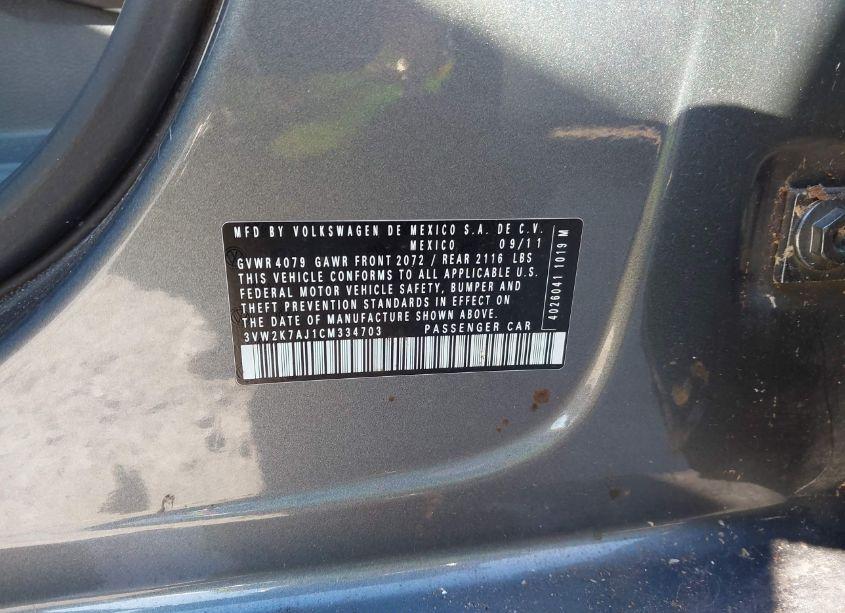 MFD BY VOLKSWAGEN DE MEXICO S.A. DE C.V.
MEXICO 09/11
GVWR 4079 GAWR FRONT 2072 / REAR 2116 LBS
THIS VEHICLE CONFORMS TO ALL APPLICABLE U.S.
FEDERAL MOTOR VEHICLE SAFETY, BUMPER AND
THEFT PREVENTION STANDARDS IN EFFECT ON
THE DATE OF MANUFACTURE SHOWN ABOVE.
3VW2K7AJ1CM334703 PASSENGER CAR
4026041 1019 M